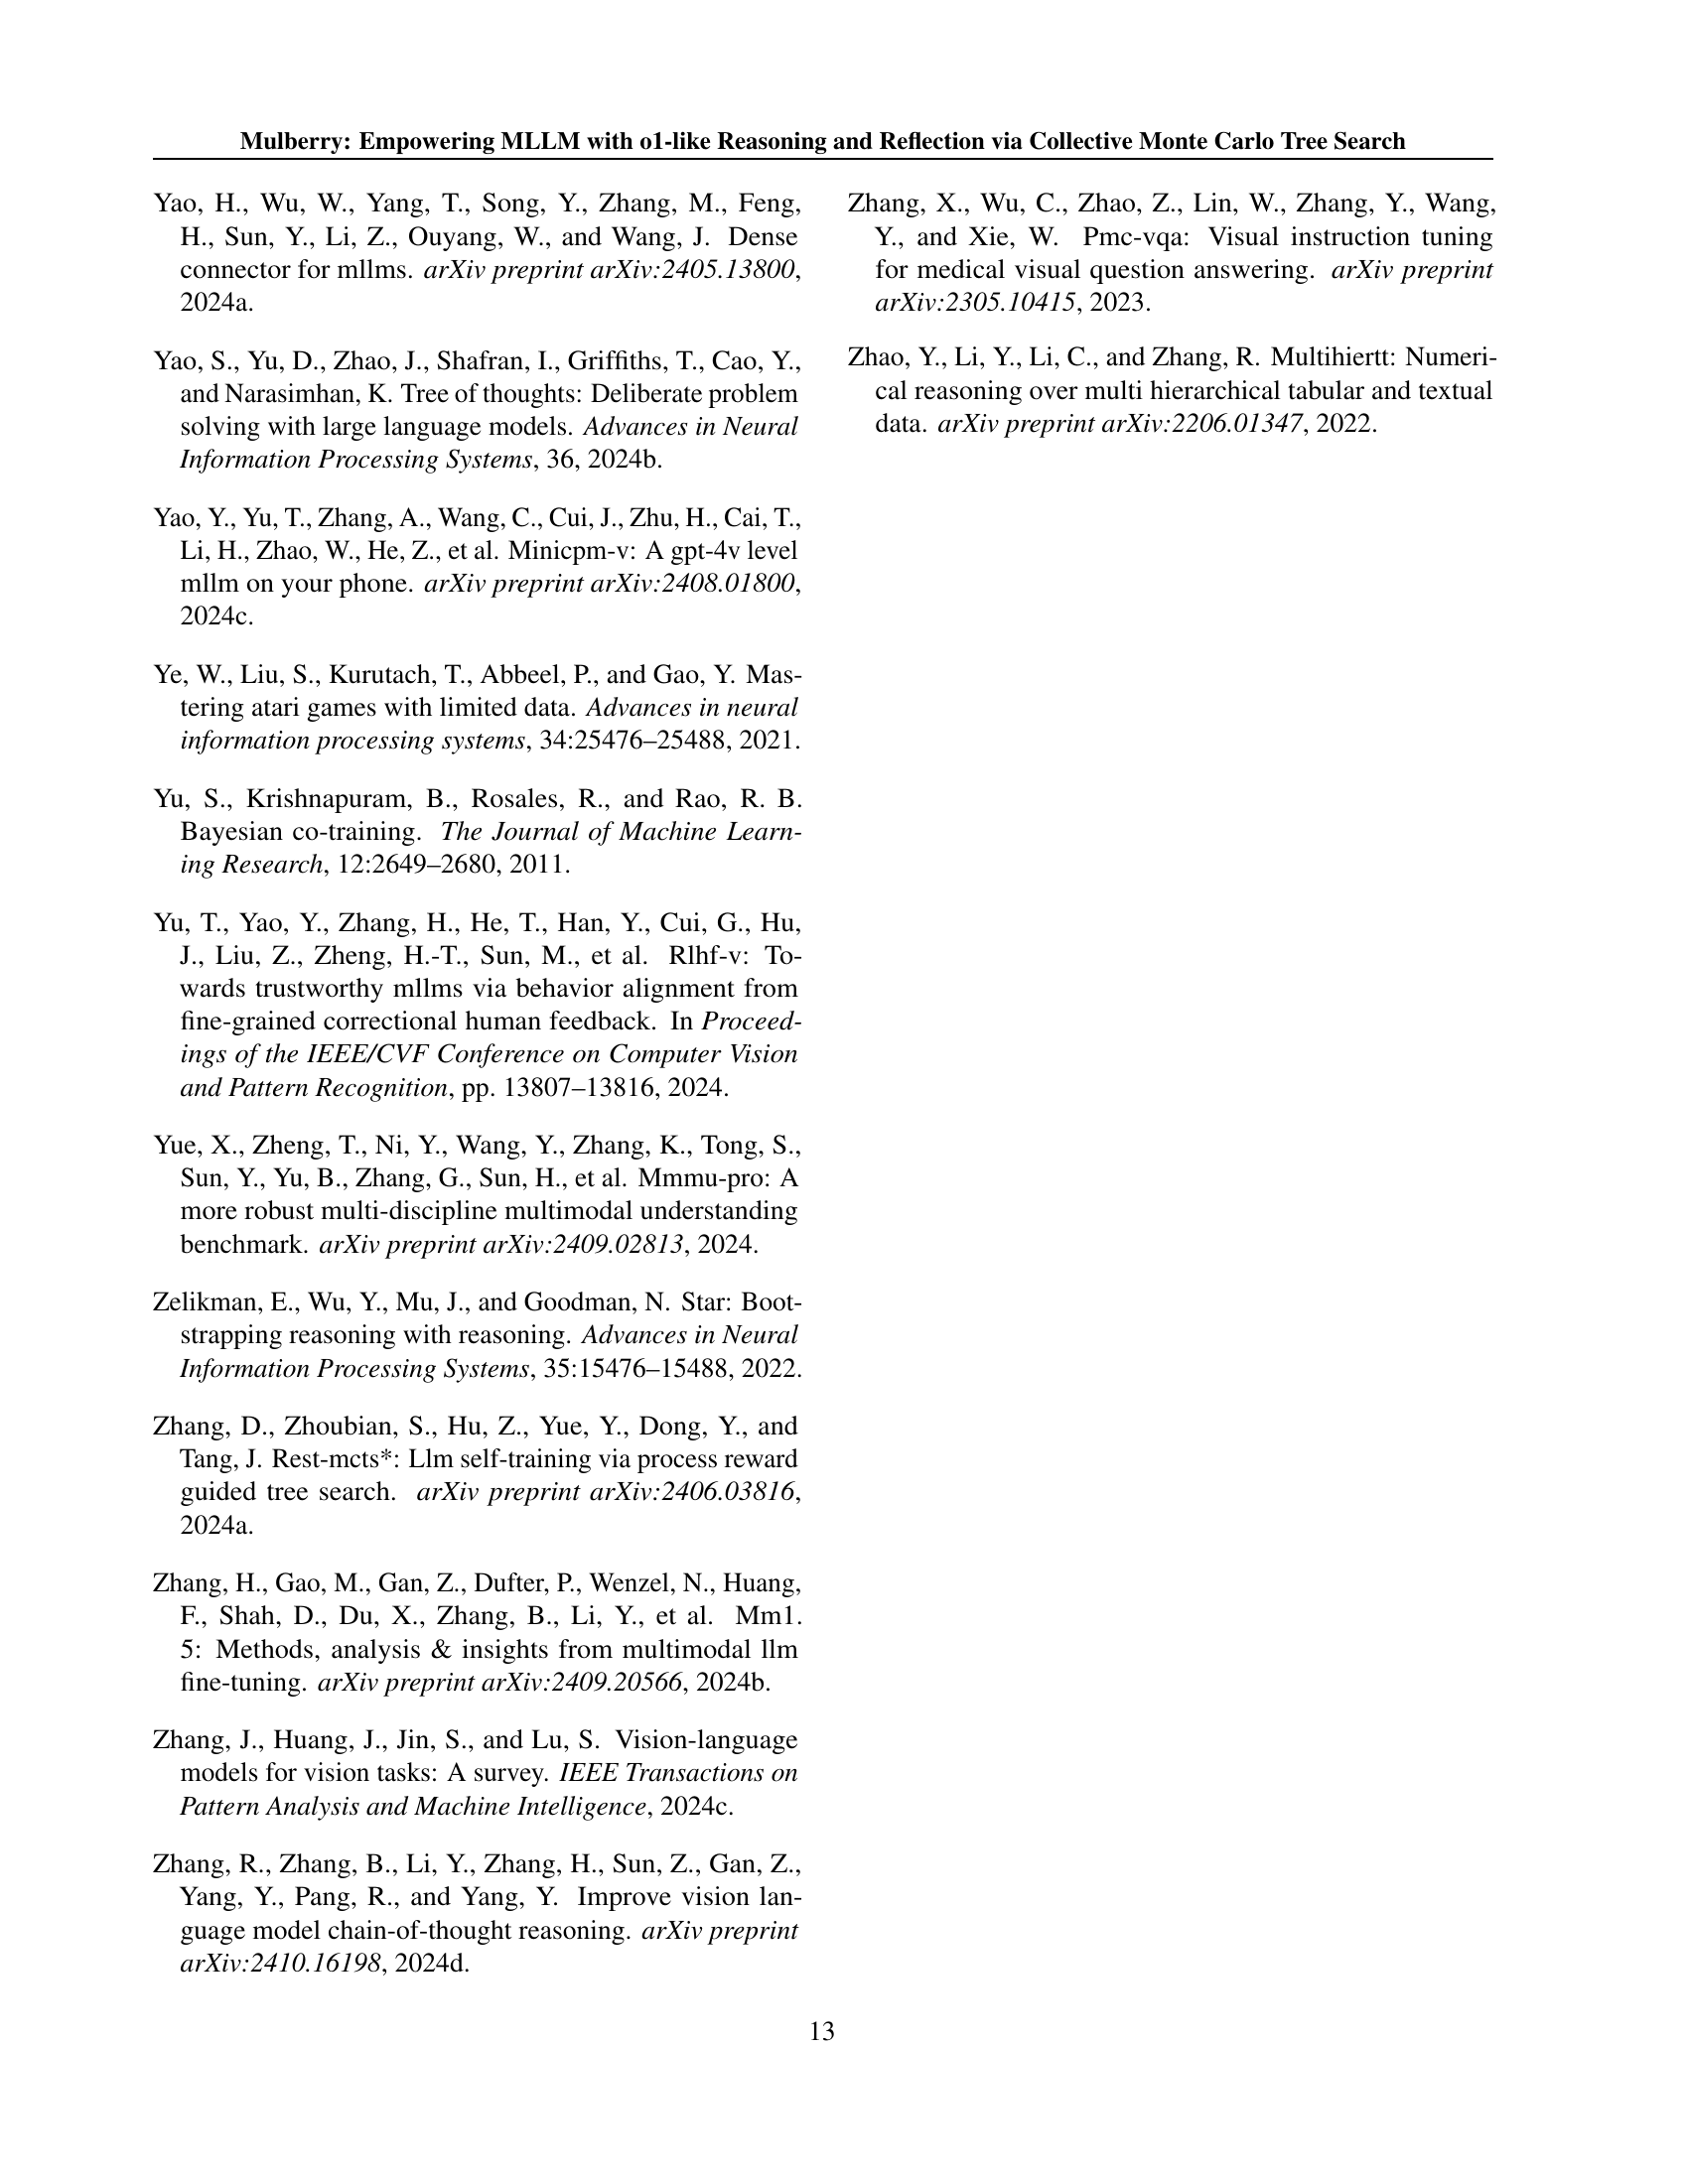 Mulberry: Empowering MLLM with o1-like Reasoning and Reflection via Collective Monte Carlo Tree Search
Yao, H., Wu, W., Yang, T., Song, Y., Zhang, M., Feng,
H., Sun, Y., Li, Z., Ouyang, W., and Wang, J. Dense
connector for mllms. arXiv preprint arXiv:2405.13800,
2024a.
Yao, S., Yu, D., Zhao, J., Shafran, I., Griffiths, T., Cao, Y.,
and Narasimhan, K. Tree of thoughts: Deliberate problem
solving with large language models. Advances in Neural
Information Processing Systems, 36, 2024b.
Yao, Y., Yu, T., Zhang, A., Wang, C., Cui, J., Zhu, H., Cai, T.,
Li, H., Zhao, W., He, Z., et al. Minicpm-v: A gpt-4v level
mllm on your phone. arXiv preprint arXiv:2408.01800,
2024c.
Ye, W., Liu, S., Kurutach, T., Abbeel, P., and Gao, Y. Mas-
tering atari games with limited data. Advances in neural
information processing systems, 34:25476–25488, 2021.
Yu, S., Krishnapuram, B., Rosales, R., and Rao, R. B.
Bayesian co-training. The Journal of Machine Learn-
ing Research, 12:2649–2680, 2011.
Yu, T., Yao, Y., Zhang, H., He, T., Han, Y., Cui, G., Hu,
J., Liu, Z., Zheng, H.-T., Sun, M., et al. Rlhf-v: To-
wards trustworthy mllms via behavior alignment from
fine-grained correctional human feedback. In Proceed-
ings of the IEEE/CVF Conference on Computer Vision
and Pattern Recognition, pp. 13807–13816, 2024.
Yue, X., Zheng, T., Ni, Y., Wang, Y., Zhang, K., Tong, S.,
Sun, Y., Yu, B., Zhang, G., Sun, H., et al. Mmmu-pro: A
more robust multi-discipline multimodal understanding
benchmark. arXiv preprint arXiv:2409.02813, 2024.
Zelikman, E., Wu, Y., Mu, J., and Goodman, N. Star: Boot-
strapping reasoning with reasoning. Advances in Neural
Information Processing Systems, 35:15476–15488, 2022.
Zhang, D., Zhoubian, S., Hu, Z., Yue, Y., Dong, Y., and
Tang, J. Rest-mcts*: Llm self-training via process reward
guided tree search. arXiv preprint arXiv:2406.03816,
2024a.
Zhang, H., Gao, M., Gan, Z., Dufter, P., Wenzel, N., Huang,
F., Shah, D., Du, X., Zhang, B., Li, Y., et al. Mm1.
5: Methods, analysis & insights from multimodal llm
fine-tuning. arXiv preprint arXiv:2409.20566, 2024b.
Zhang, J., Huang, J., Jin, S., and Lu, S. Vision-language
models for vision tasks: A survey. IEEE Transactions on
Pattern Analysis and Machine Intelligence, 2024c.
Zhang, R., Zhang, B., Li, Y., Zhang, H., Sun, Z., Gan, Z.,
Yang, Y., Pang, R., and Yang, Y. Improve vision lan-
guage model chain-of-thought reasoning. arXiv preprint
arXiv:2410.16198, 2024d.
Zhang, X., Wu, C., Zhao, Z., Lin, W., Zhang, Y., Wang,
Y., and Xie, W. Pmc-vqa: Visual instruction tuning
for medical visual question answering. arXiv preprint
arXiv:2305.10415, 2023.
Zhao, Y., Li, Y., Li, C., and Zhang, R. Multihiertt: Numeri-
cal reasoning over multi hierarchical tabular and textual
data. arXiv preprint arXiv:2206.01347, 2022.
13